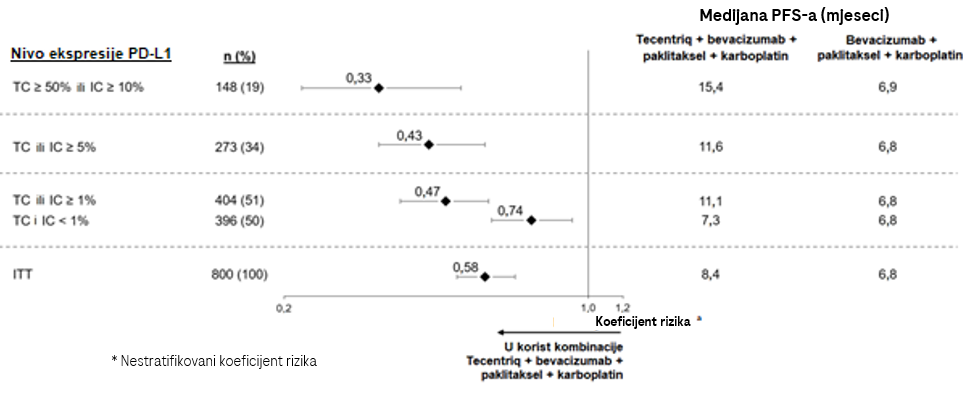 Medijana PFS-a (mjeseci)
Nivo ekspresije PD-L1 n (%) Tecentriq + bevacizumab + paklitaksel + karboplatin Bevacizumab + paklitaksel + karboplatin
TC ≥ 50% ili IC ≥ 10% 148 (19) 0,33 15,4 6,9
TC ili IC ≥ 5% 273 (34) 0,43 11,6 6,8
TC ili IC ≥ 1% 404 (51) 0,47 11,1 6,8
TC i IC < 1% 396 (50) 0,74 7,3 6,8
ITT 800 (100) 0,58 8,4 6,8
0,2 1,0 1,2
Koeficijent rizika a
U korist kombinacije
Tecentriq + bevacizumab +
paklitaksel + karboplatin
* Nestratifikovani koeficijent rizika